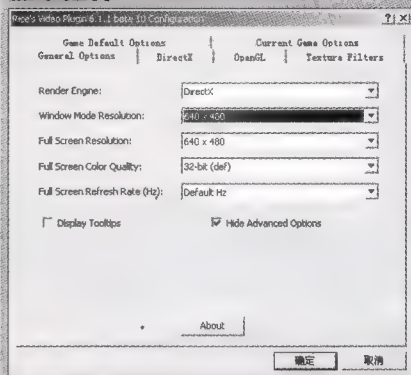 Rice's Video Plugin 6.1.1 beta 10 Configuration
Game Default Options Current Game Options
General Options DirectX OpenGL Texture Filters
Render Engine: DirectX
Window Mode Resolution: 640 x 480
Full Screen Resolution: 640 x 480
Full Screen Color Quality: 32-bit (def)
Full Screen Refresh Rate (Hz): Default Hz
Display Tooltips Hide Advanced Options
About
确定 取消